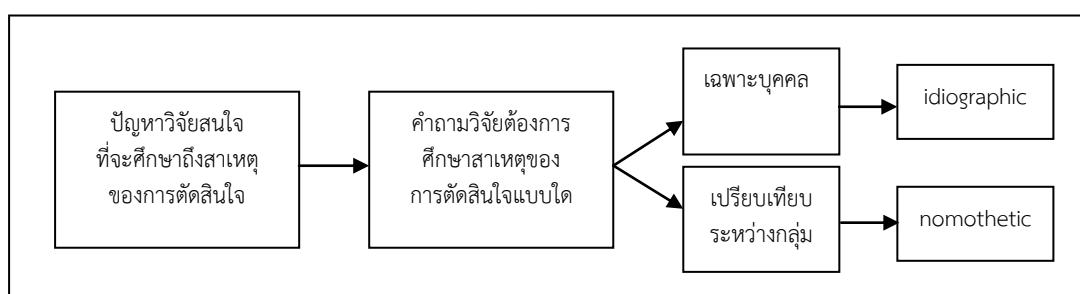 ปัญหาวิจัยสนใจ
ที่จะศึกษาถึงสาเหตุ
ของการตัดสินใจ
คำถามวิจัยต้องการ
ศึกษาสาเหตุของ
การตัดสินใจแบบใด
เฉพาะบุคคล
idiographic
เปรียบเทียบ
ระหว่างกลุ่ม
nomothetic